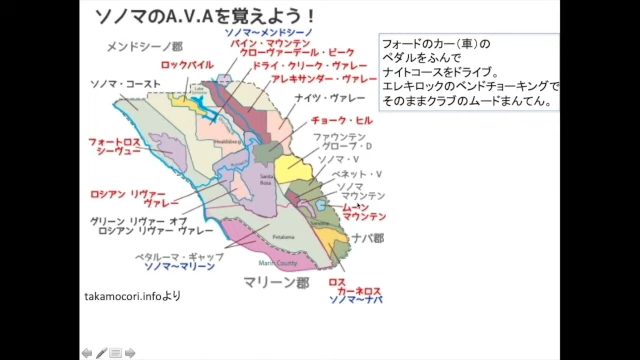 ソノマのA.V.Aを覚えよう！
ソノマ～メンドシーノ
パイン・マウンテン
クローヴァーデール・ピーク
メンドシーノ郡
ロックパイル
ドライ・クリーク・ヴァレー
アレキサンダー・ヴァレー
ソノマ・コースト
ナイツ・ヴァレー
チョーク・ヒル
ファウンテン
グローブ・D
ソノマ・V
ベネット・V
ソノマ
マウンテン
ムーン
マウンテン
フォートロス
シーヴュー
ロシアン リヴァー
ヴァレー
グリーン リヴァー オブ
ロシアン リヴァー ヴァレー
ナパ郡
ペタルーマ・ギャップ
ソノマ～マリーン
マリーン郡
ロス
カーネロス
ソノマ～ナパ
Healdsburg
Santa
Rosa
Petaluma
Marin County
フォードのカー（車）の
ペダルをふんで
ナイトコースをドライブ。
エレキロックのベンドチョーキングで
そのままクラブのムードまんてん。
takamocori.infoより